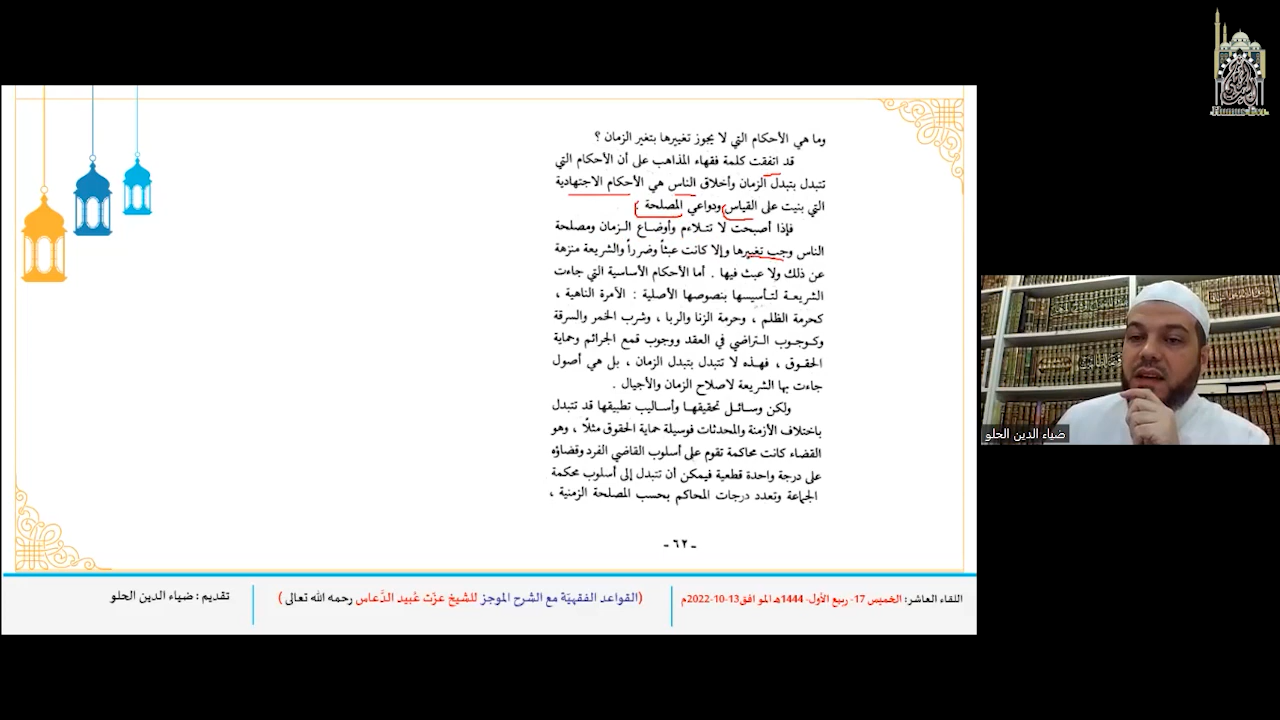 وما هي الأحكام التي لا يجوز تغييرها بتغير الزمان ؟
قد اتفقت كلمة فقهاء المذاهب على أن الأحكام التي
تتبدل بتبدل الزمان وأخلاق الناس هي الأحكام الاجتهادية
التي بنيت على القياس ودواعي المصلحة .
فإذا أصبحت لا تتلاءم وأوضاع الزمان ومصلحة
الناس وجب تغييرها وإلا كانت عبثاً وضرراً والشريعة منزهة
عن ذلك ولا عبث فيها . أما الأحكام الأساسية التي جاءت
الشريعة لتأسيسها بنصوصها الأصلية : الآمرة الناهية ،
كحرمة الظلم ، وحرمة الزنا والربا ، وشرب الخمر والسرقة
وكوجوب التراضي في العقد ووجوب قمع الجرائم وحماية
الحقوق ، فهذه لا تتبدل بتبدل الزمان ، بل هي أصول
جاءت بها الشريعة لاصلاح الزمان والأجيال .
ولكن وسائل تحقيقها وأساليب تطبيقها قد تتبدل
باختلاف الأزمنة والمحدثات فوسيلة حماية الحقوق مثلاً ، وهو
القضاء كانت محاكمة تقوم على أسلوب القاضي الفرد وقضاؤه
على درجة واحدة قطعية فيمكن أن تتبدل إلى أسلوب محكمة
الجماعة وتعدد درجات المحاكم بحسب المصلحة الزمنية ،
- ٦٢ -
ضياء الدين الحلو
اللقاء العاشر: الخميس 17- ربيع الأول- 1444هـ الموافق 13-10-2022م
(القواعد الفقهيّة مع الشرح الموجز للشيخ عزّت عُبيد الدَّعاس رحمه الله تعالى )
تقديم : ضياء الدين الحلو